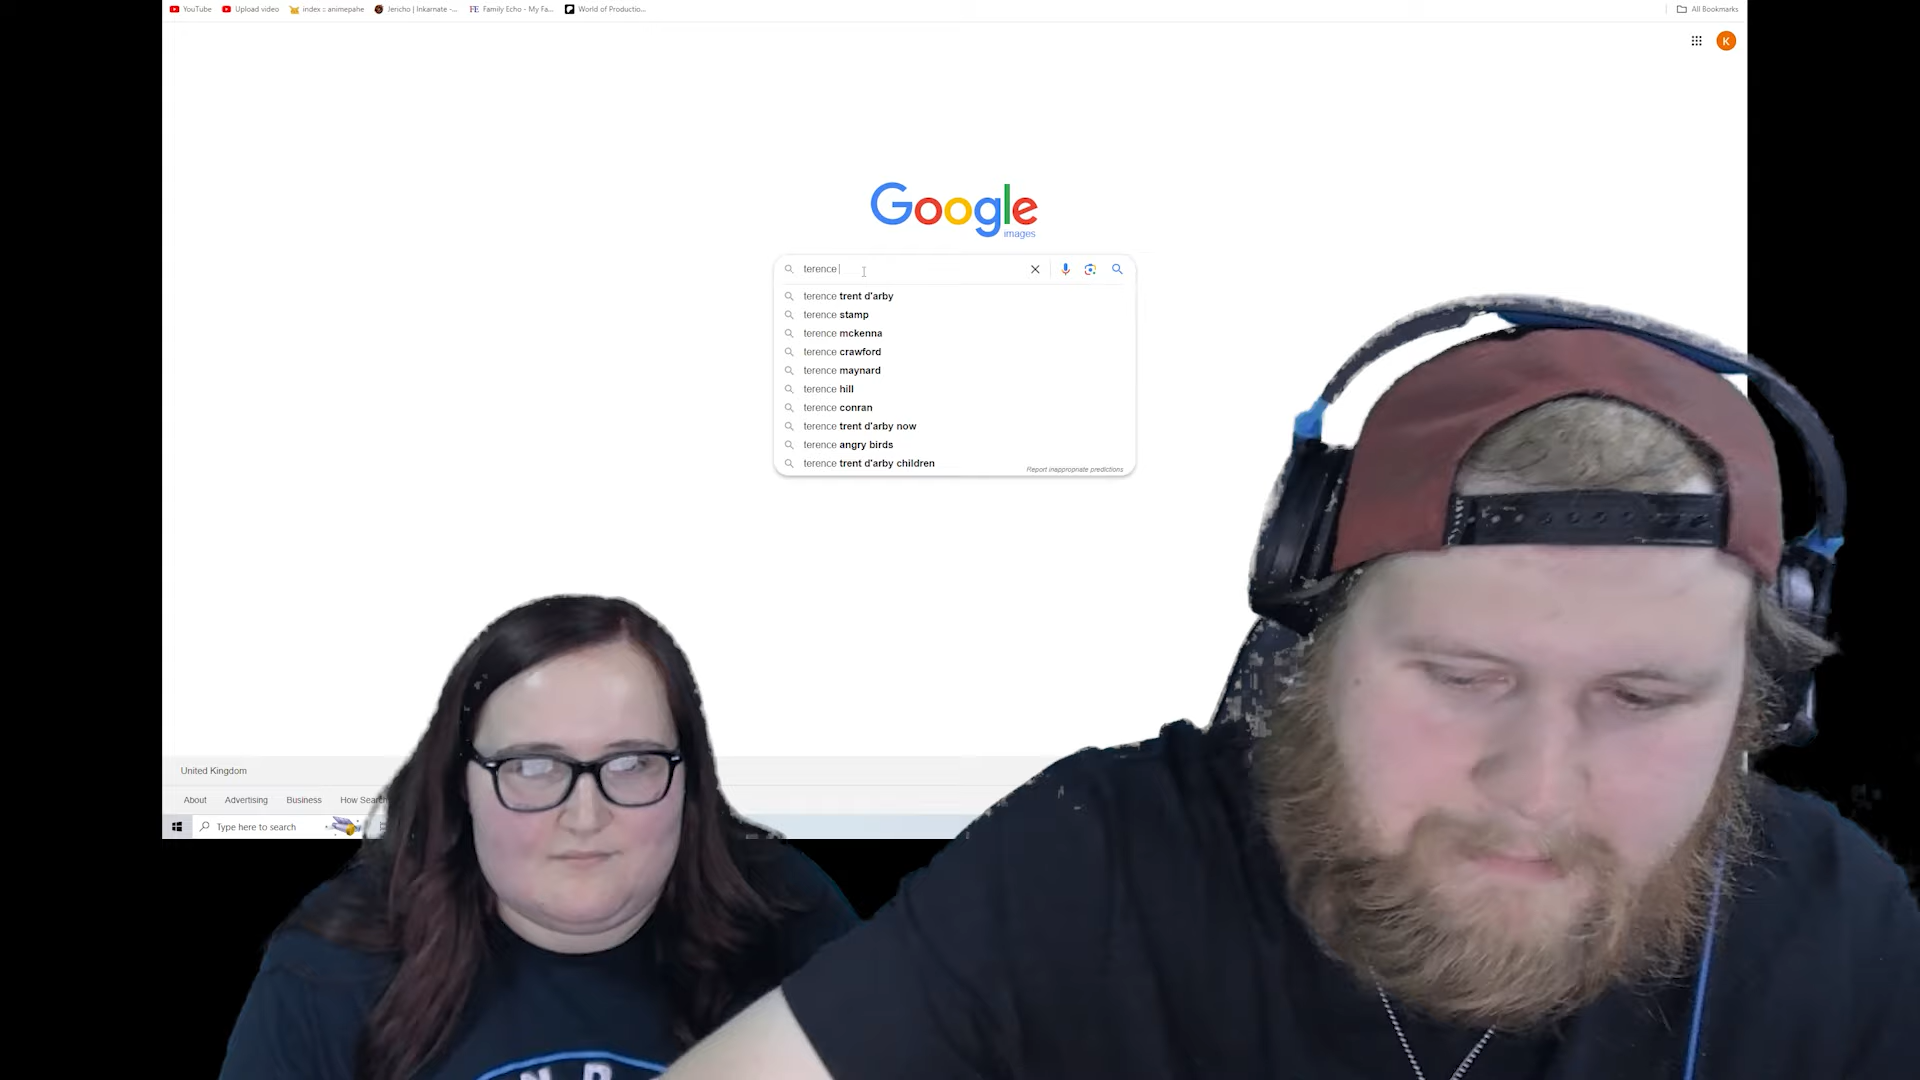 YouTube Upload video index :: animepahe Jericho | Inkarnate -... Family Echo - My Fa... World of Productio... All Bookmarks
K
Google
images
terence
terence trent d'arby
terence stamp
terence mckenna
terence crawford
terence maynard
terence hill
terence conran
terence trent d'arby now
terence angry birds
terence trent d'arby children
Report inappropriate predictions
United Kingdom
About Advertising Business How Search
Type here to search